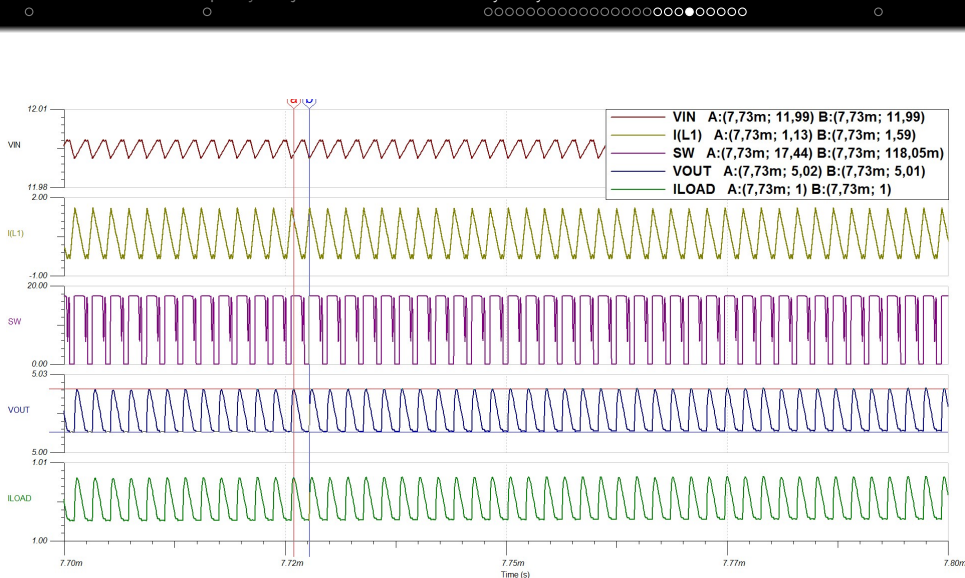 12.01
VIN
11.98
a b
VIN A:(7,73m; 11,99) B:(7,73m; 11,99)
I(L1) A:(7,73m; 1,13) B:(7,73m; 1,59)
SW A:(7,73m; 17,44) B:(7,73m; 118,05m)
VOUT A:(7,73m; 5,02) B:(7,73m; 5,01)
ILOAD A:(7,73m; 1) B:(7,73m; 1)
2.00
I(L1)
-1.00
20.00
SW
0.00
5.03
VOUT
5.00
1.01
ILOAD
1.00
7.70m 7.72m 7.75m 7.77m 7.80m
Time (s)